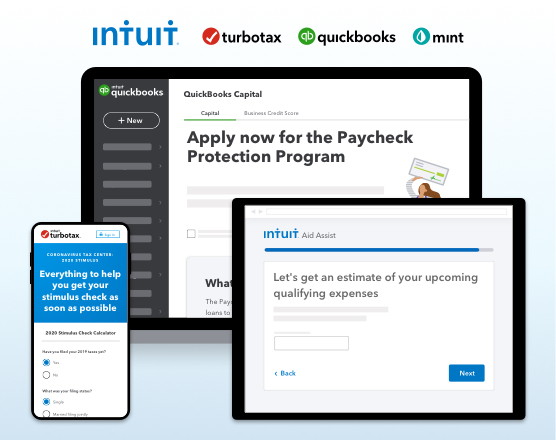 intuit turbotax quickbooks mint
intuit
quickbooks
+ New
QuickBooks Capital
Capital Business Credit Score
Apply now for the Paycheck
Protection Program
What
The Payc
loans to
intuit
turbotax
Sign In
CORONAVIRUS TAX CENTER:
2020 STIMULUS
Everything to help
you get your
stimulus check as
soon as possible
2020 Stimulus Check Calculator
Have you filed your 2019 taxes yet?
Yes
No
What was your filing status?
Single
Married filing jointly
intuit Aid Assist
Let's get an estimate of your upcoming
qualifying expenses
‹ Back
Next